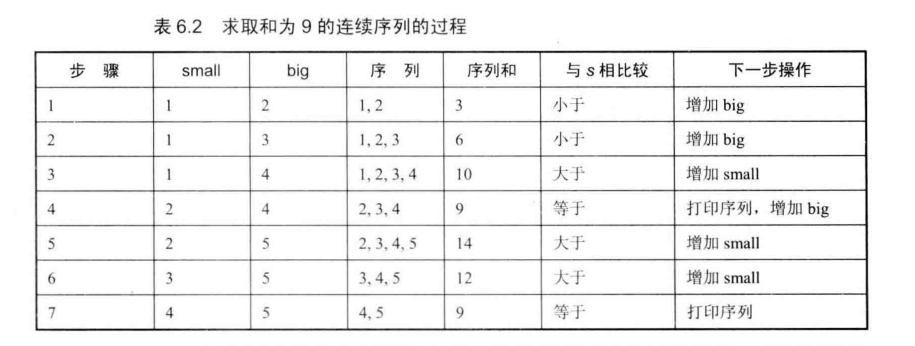 表 6.2 求取和为 9 的连续序列的过程
步 骤 small big 序 列 序列和 与 s 相比较 下一步操作
1 1 2 1, 2 3 小于 增加 big
2 1 3 1, 2, 3 6 小于 增加 big
3 1 4 1, 2, 3, 4 10 大于 增加 small
4 2 4 2, 3, 4 9 等于 打印序列，增加 big
5 2 5 2, 3, 4, 5 14 大于 增加 small
6 3 5 3, 4, 5 12 大于 增加 small
7 4 5 4, 5 9 等于 打印序列